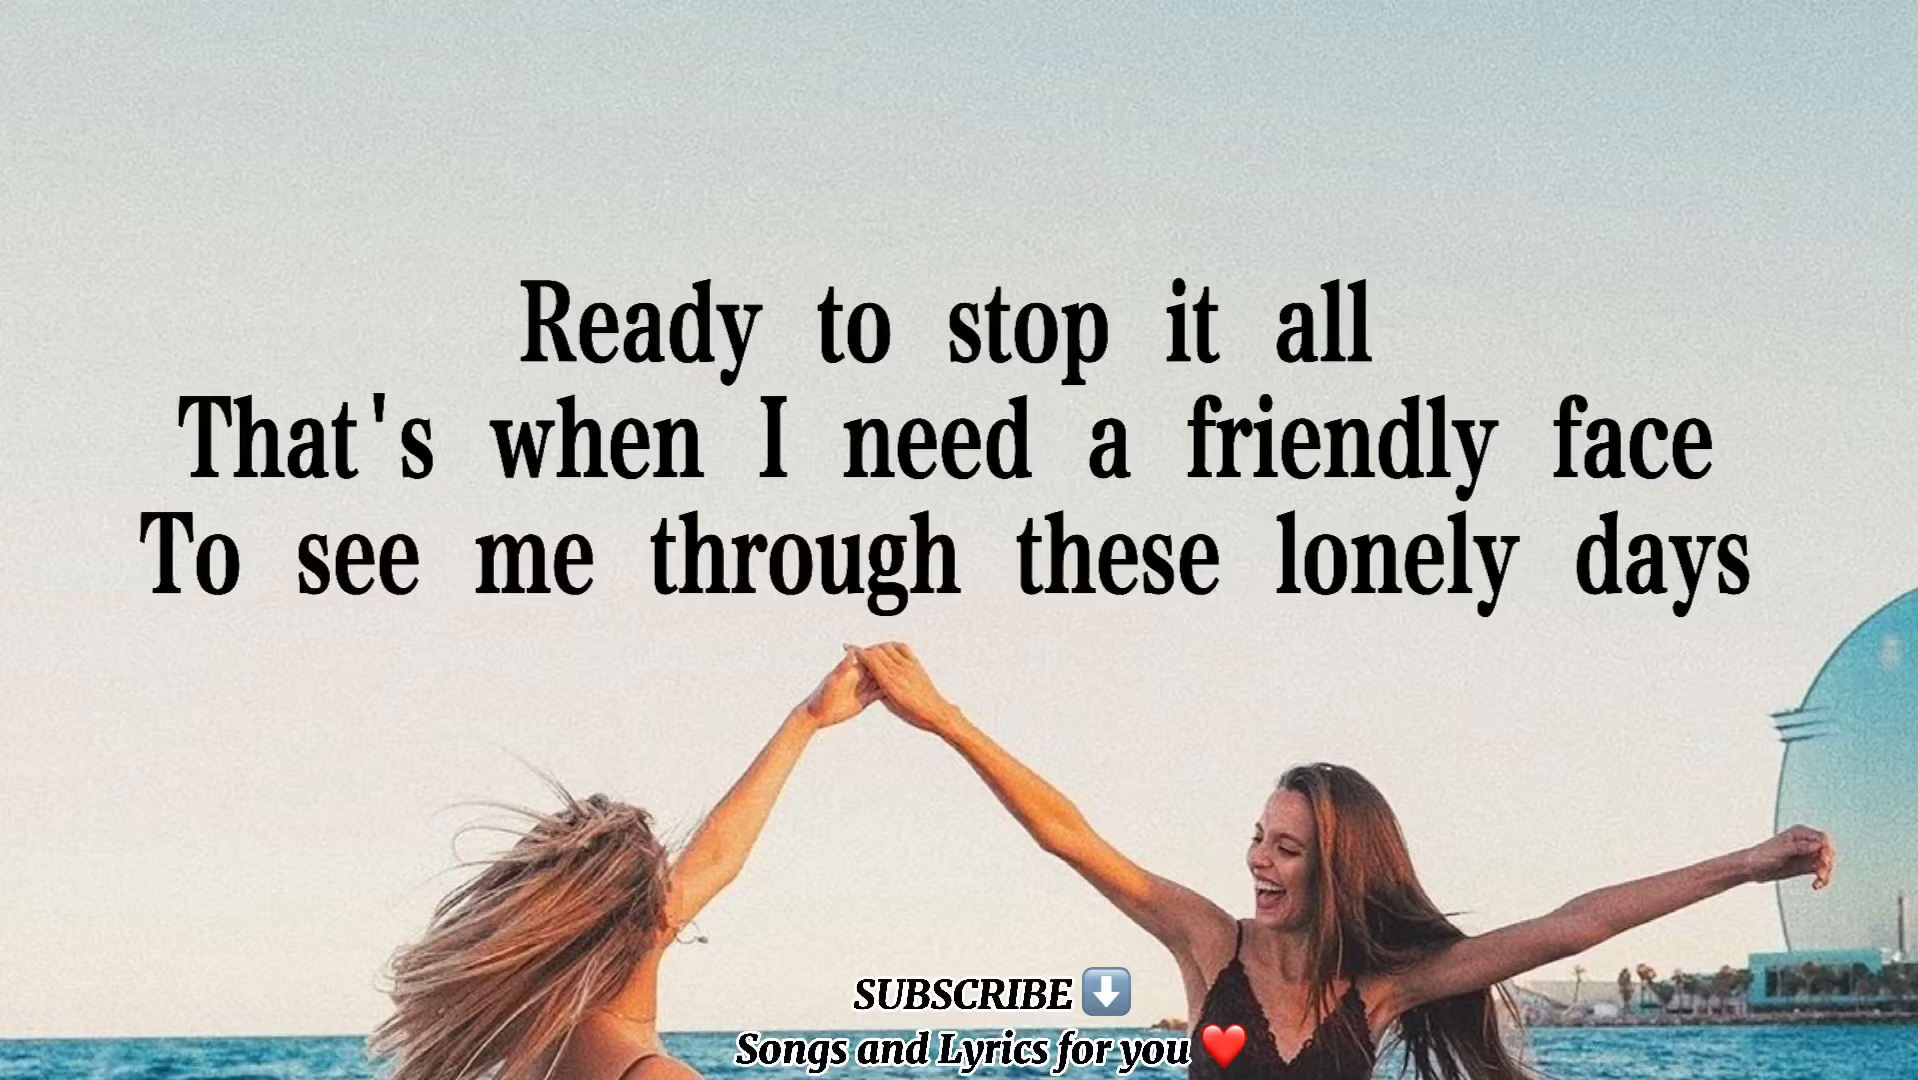 Ready to stop it all
That's when I need a friendly face
To see me through these lonely days
SUBSCRIBE ⬇️
Songs and Lyrics for you ❤️